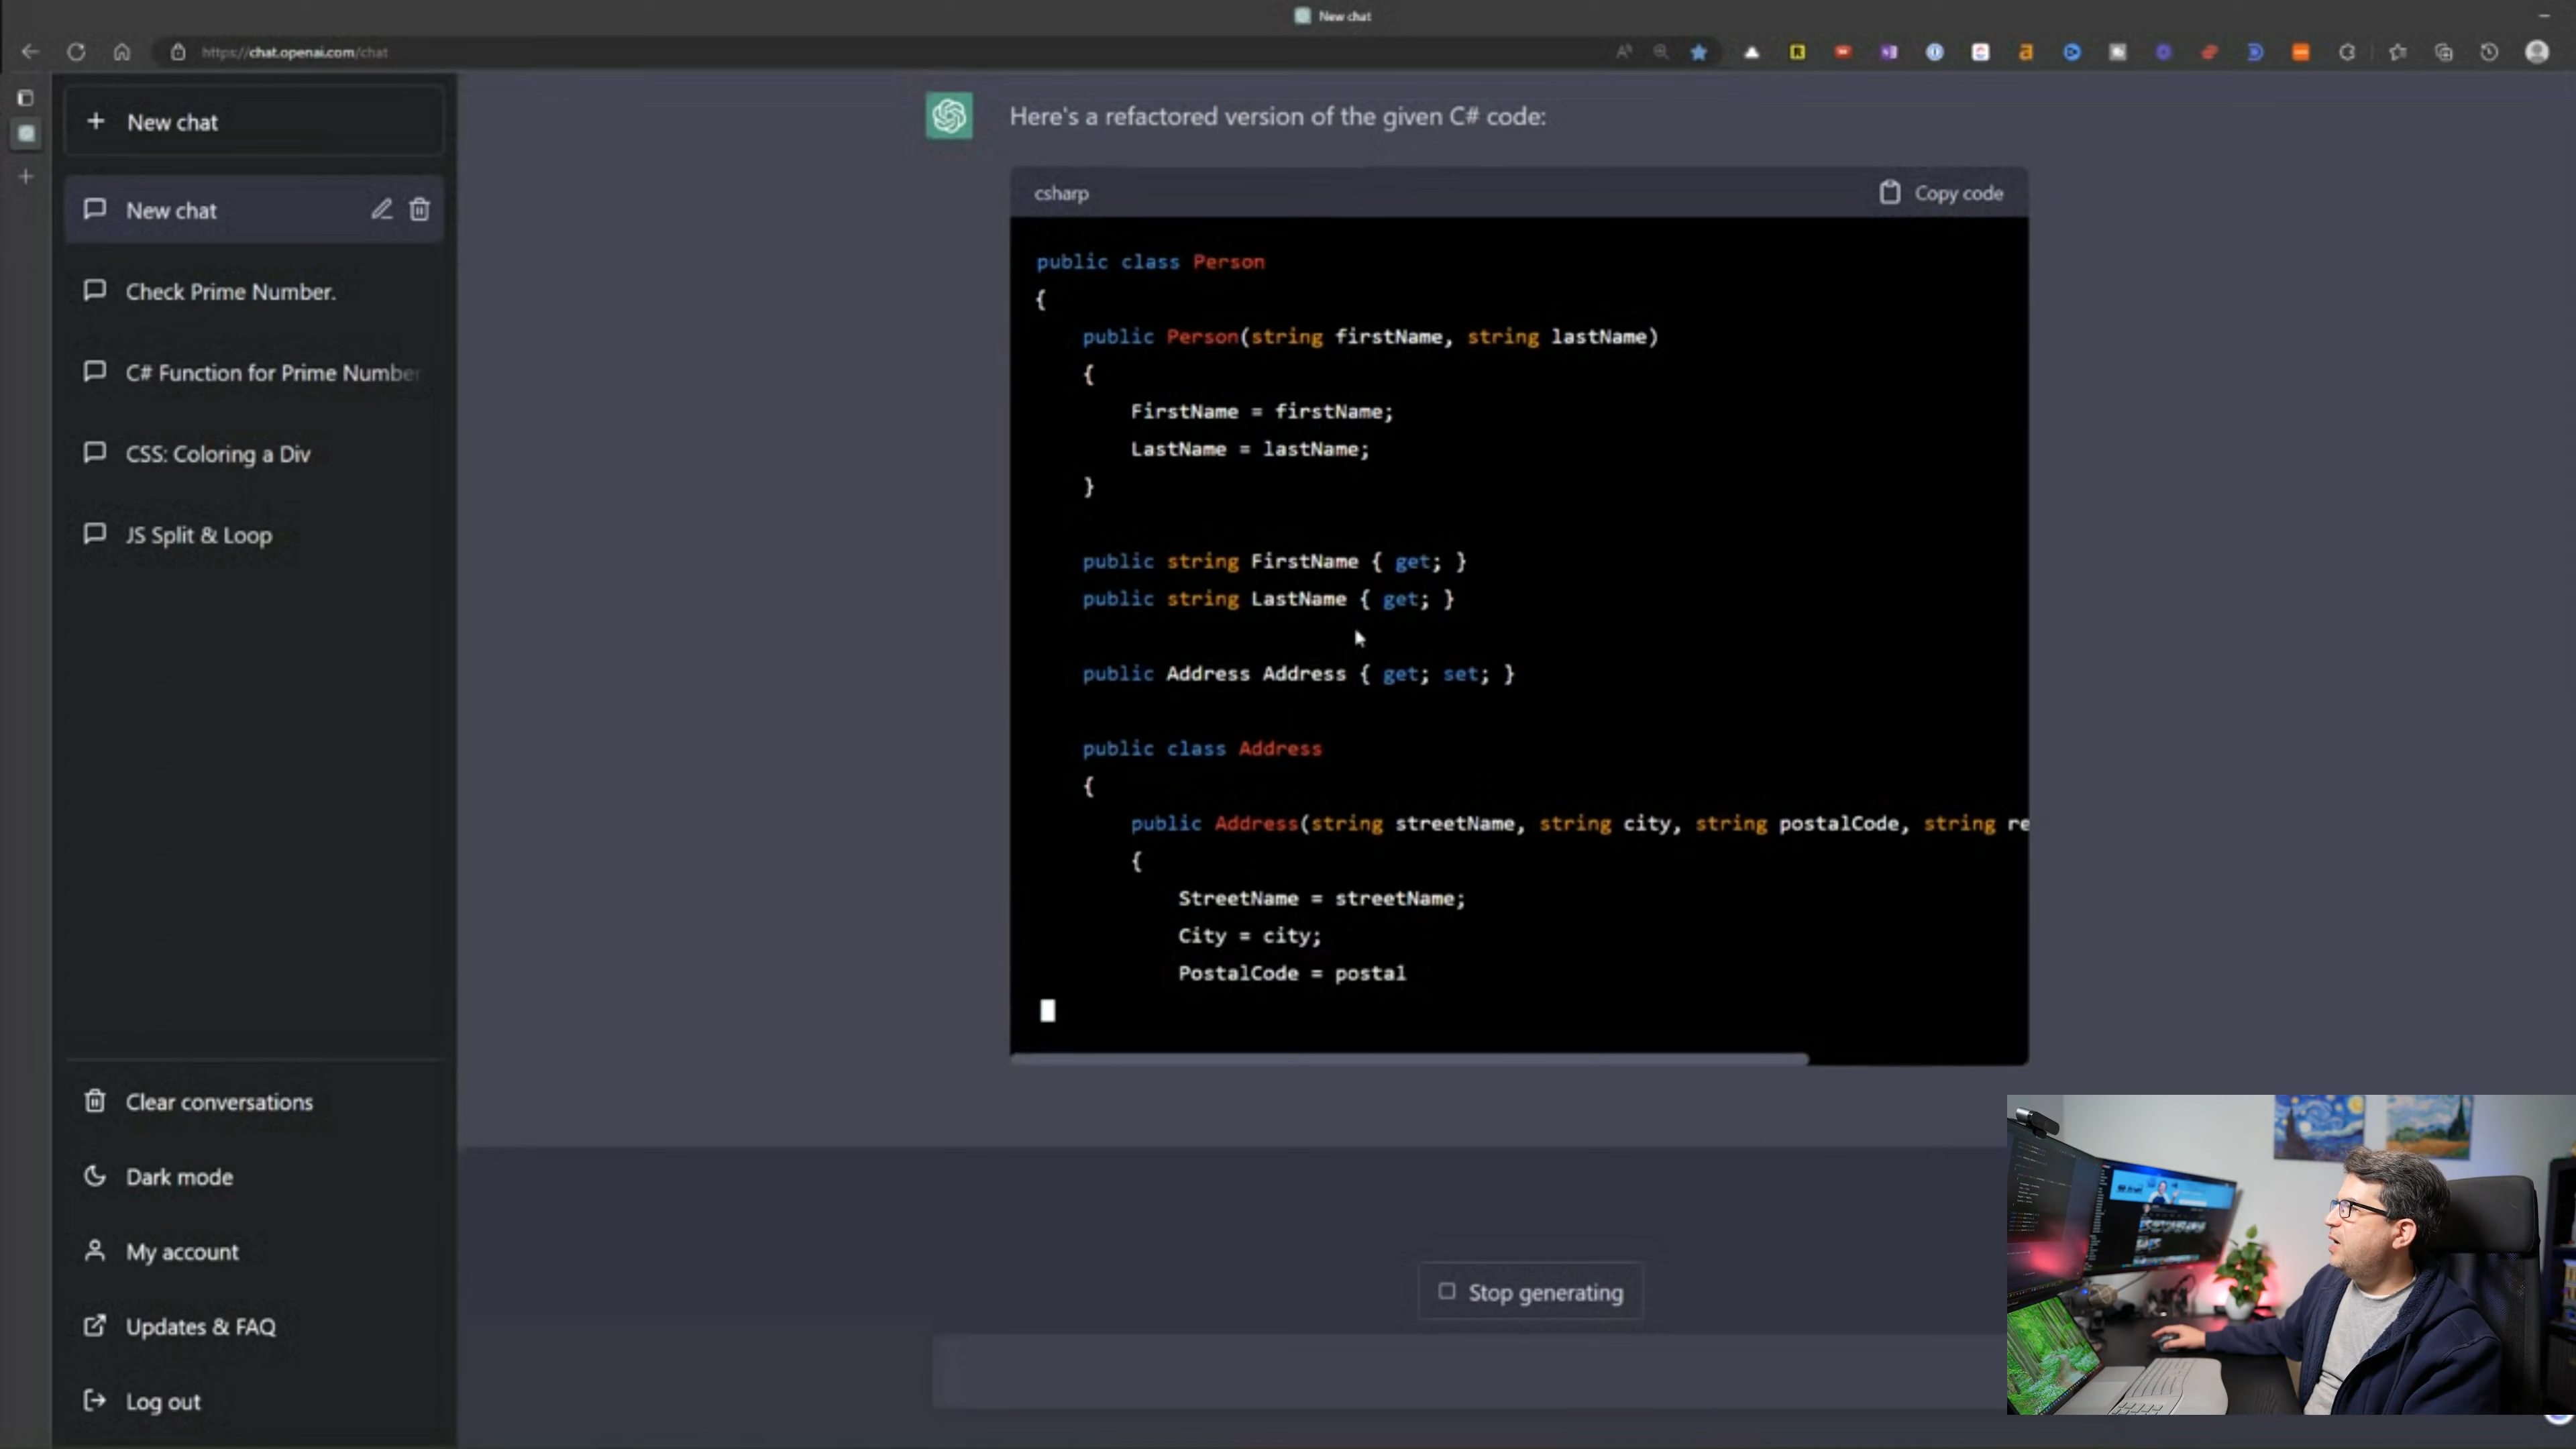 New chat
https://chat.openai.com/chat
New chat
New chat
Check Prime Number.
C# Function for Prime Number
CSS: Coloring a Div
JS Split & Loop
Clear conversations
Dark mode
My account
Updates & FAQ
Log out
Here's a refactored version of the given C# code:
csharp
Copy code
public class Person
{
public Person(string firstName, string lastName)
{
FirstName = firstName;
LastName = lastName;
}
public string FirstName { get; }
public string LastName { get; }
public Address Address { get; set; }
public class Address
{
public Address(string streetName, string city, string postalCode, string re
{
StreetName = streetName;
City = city;
PostalCode = postal
Stop generating